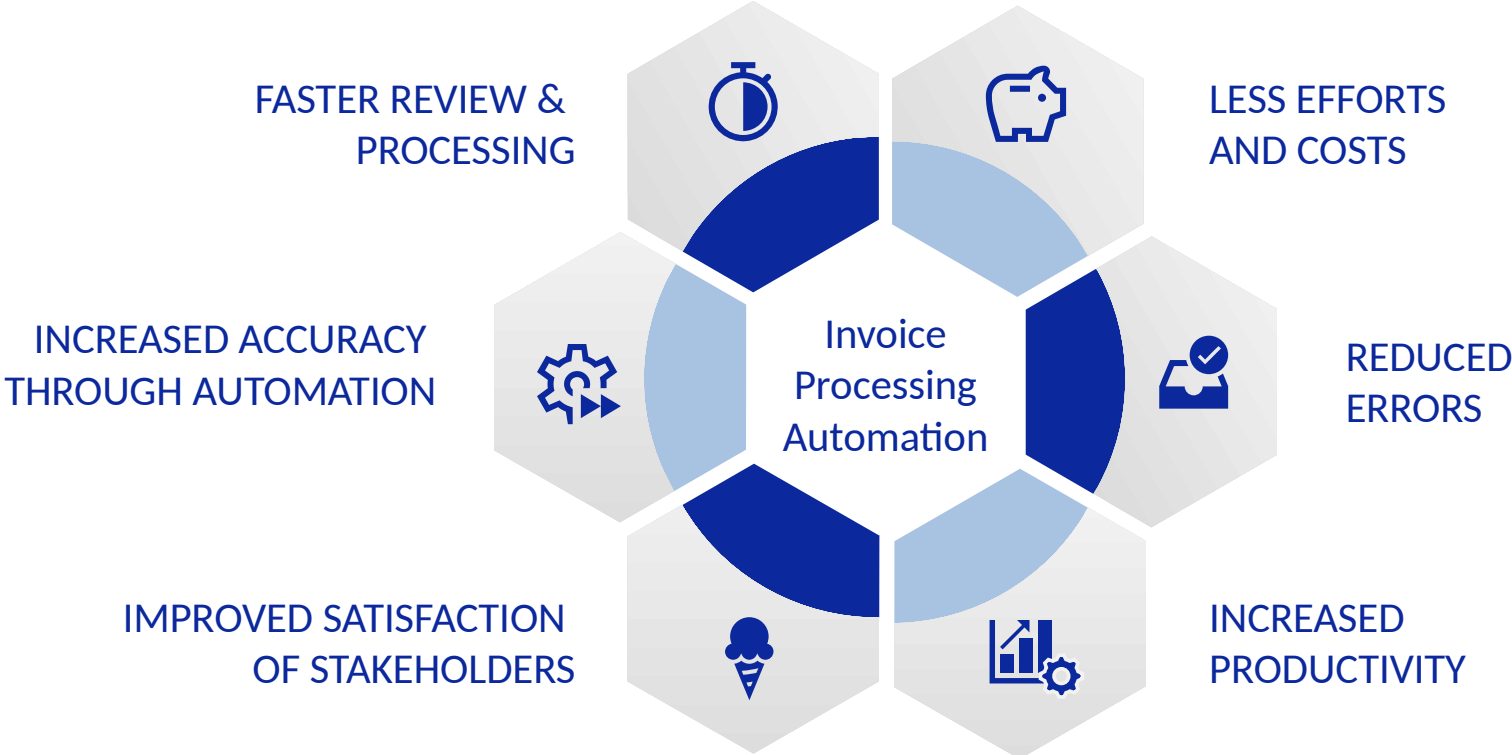 FASTER REVIEW &
PROCESSING
LESS EFFORTS
AND COSTS
INCREASED ACCURACY
THROUGH AUTOMATION
Invoice
Processing
Automation
REDUCED
ERRORS
IMPROVED SATISFACTION
OF STAKEHOLDERS
INCREASED
PRODUCTIVITY